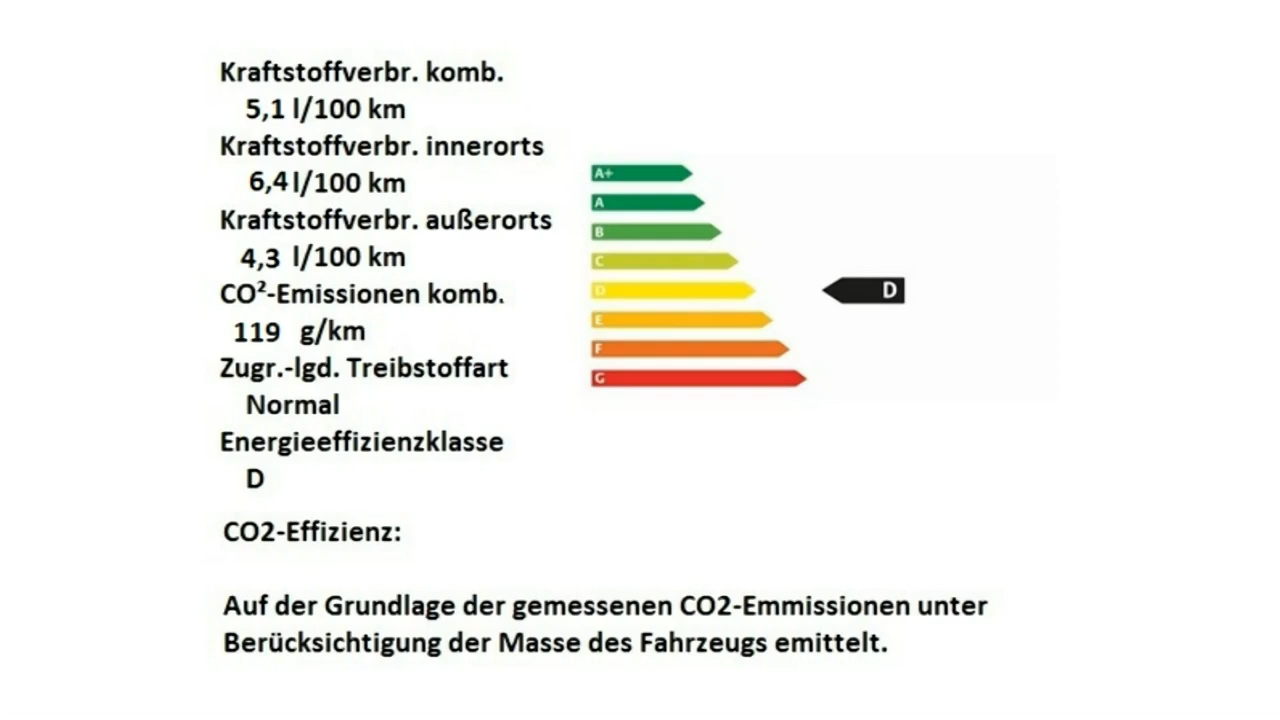 Kraftstoffverbr. komb.
5,1 l/100 km
Kraftstoffverbr. innerorts
6,4 l/100 km
Kraftstoffverbr. außerorts
4,3 l/100 km
CO²-Emissionen komb.
119 g/km
Zugr.-lgd. Treibstoffart
Normal
Energieeffizienzklasse
D
A+
A
B
C
D
E
F
G
D
CO2-Effizienz:
Auf der Grundlage der gemessenen CO2-Emmissionen unter
Berücksichtigung der Masse des Fahrzeugs emittelt.